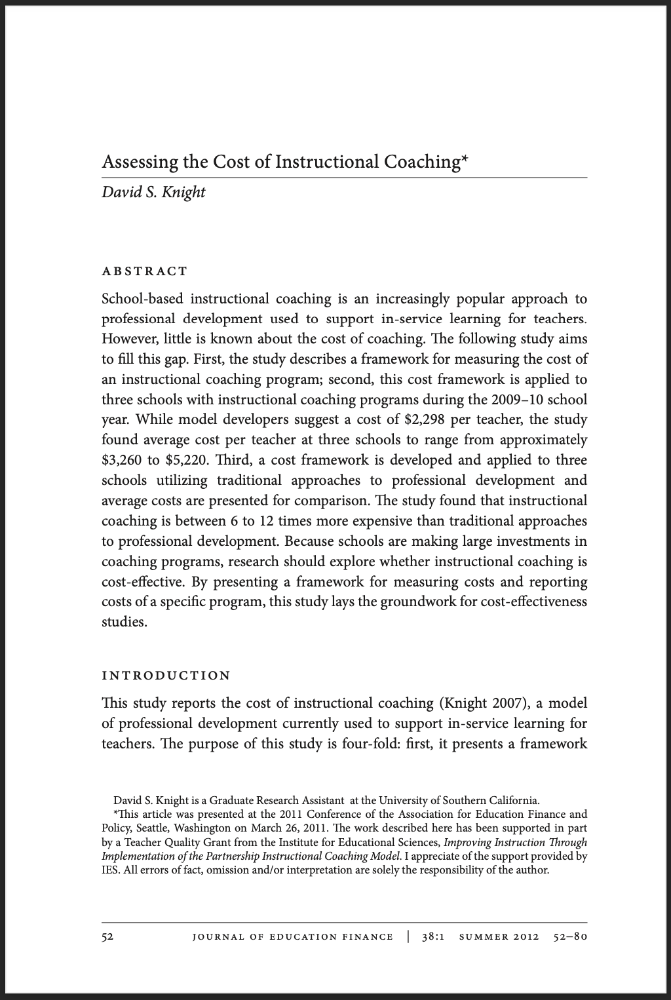 Assessing the Cost of Instructional Coaching*
David S. Knight
ABSTRACT
School-based instructional coaching is an increasingly popular approach to
professional development used to support in-service learning for teachers.
However, little is known about the cost of coaching. The following study aims
to fill this gap. First, the study describes a framework for measuring the cost of
an instructional coaching program; second, this cost framework is applied to
three schools with instructional coaching programs during the 2009–10 school
year. While model developers suggest a cost of $2,298 per teacher, the study
found average cost per teacher at three schools to range from approximately
$3,260 to $5,220. Third, a cost framework is developed and applied to three
schools utilizing traditional approaches to professional development and
average costs are presented for comparison. The study found that instructional
coaching is between 6 to 12 times more expensive than traditional approaches
to professional development. Because schools are making large investments in
coaching programs, research should explore whether instructional coaching is
cost-effective. By presenting a framework for measuring costs and reporting
costs of a specific program, this study lays the groundwork for cost-effectiveness
studies.
INTRODUCTION
This study reports the cost of instructional coaching (Knight 2007), a model
of professional development currently used to support in-service learning for
teachers. The purpose of this study is four-fold: first, it presents a framework
David S. Knight is a Graduate Research Assistant at the University of Southern California.
*This article was presented at the 2011 Conference of the Association for Education Finance and
Policy, Seattle, Washington on March 26, 2011. The work described here has been supported in part
by a Teacher Quality Grant from the Institute for Educational Sciences, Improving Instruction Through
Implementation of the Partnership Instructional Coaching Model. I appreciate of the support provided by
IES. All errors of fact, omission and/or interpretation are solely the responsibility of the author.
52 JOURNAL OF EDUCATION FINANCE | 38:1 SUMMER 2012 52–80